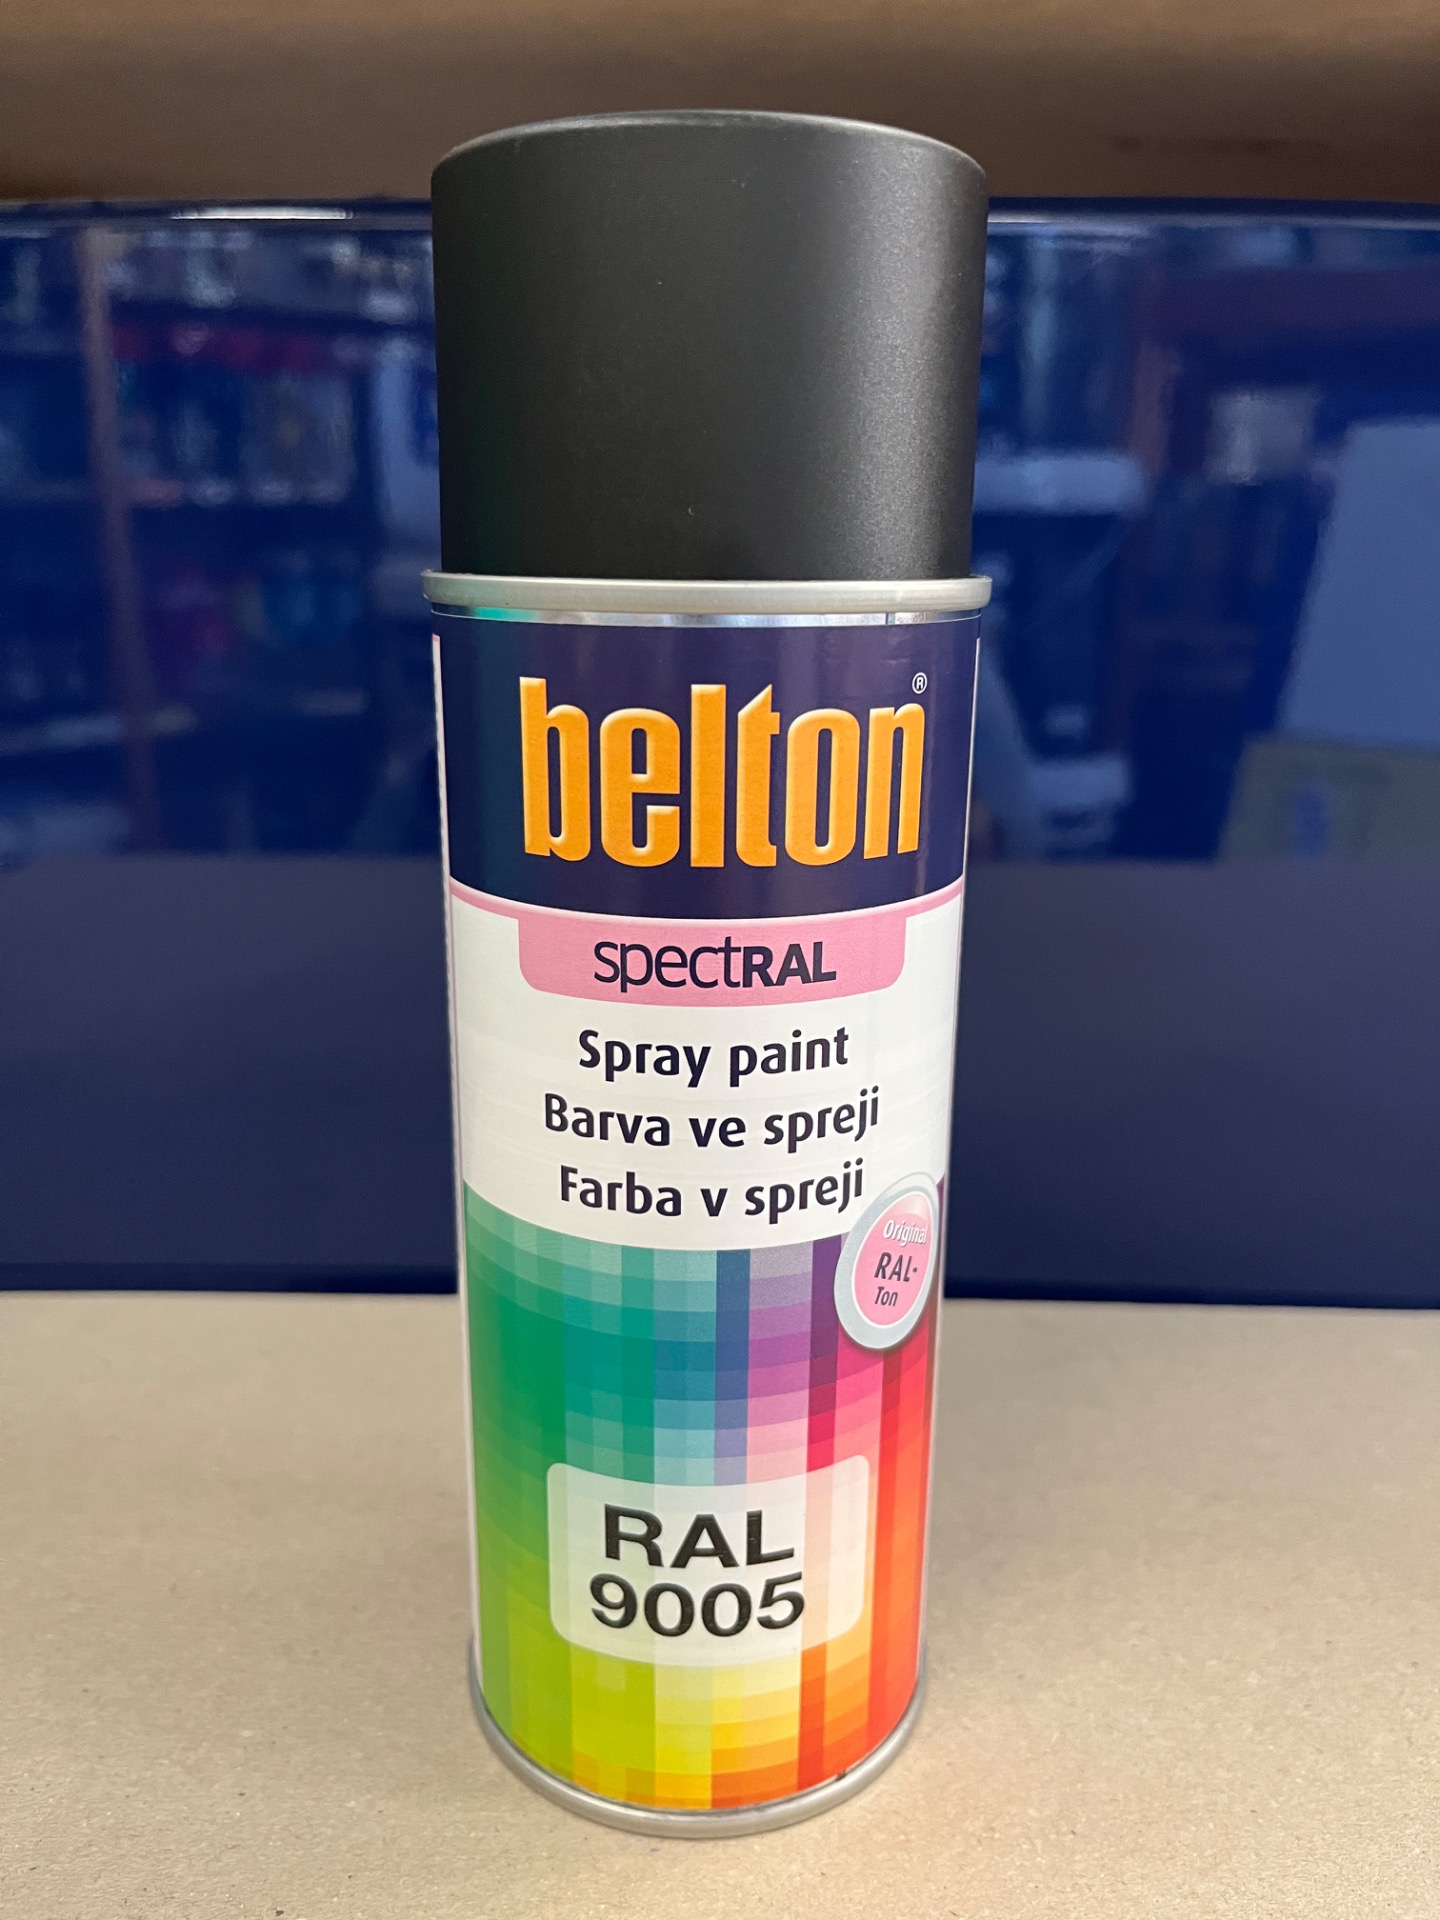 belton®
spectRAL
Spray paint
Barva ve spreji
Farba v spreji
Original
RAL-
Ton
RAL
9005